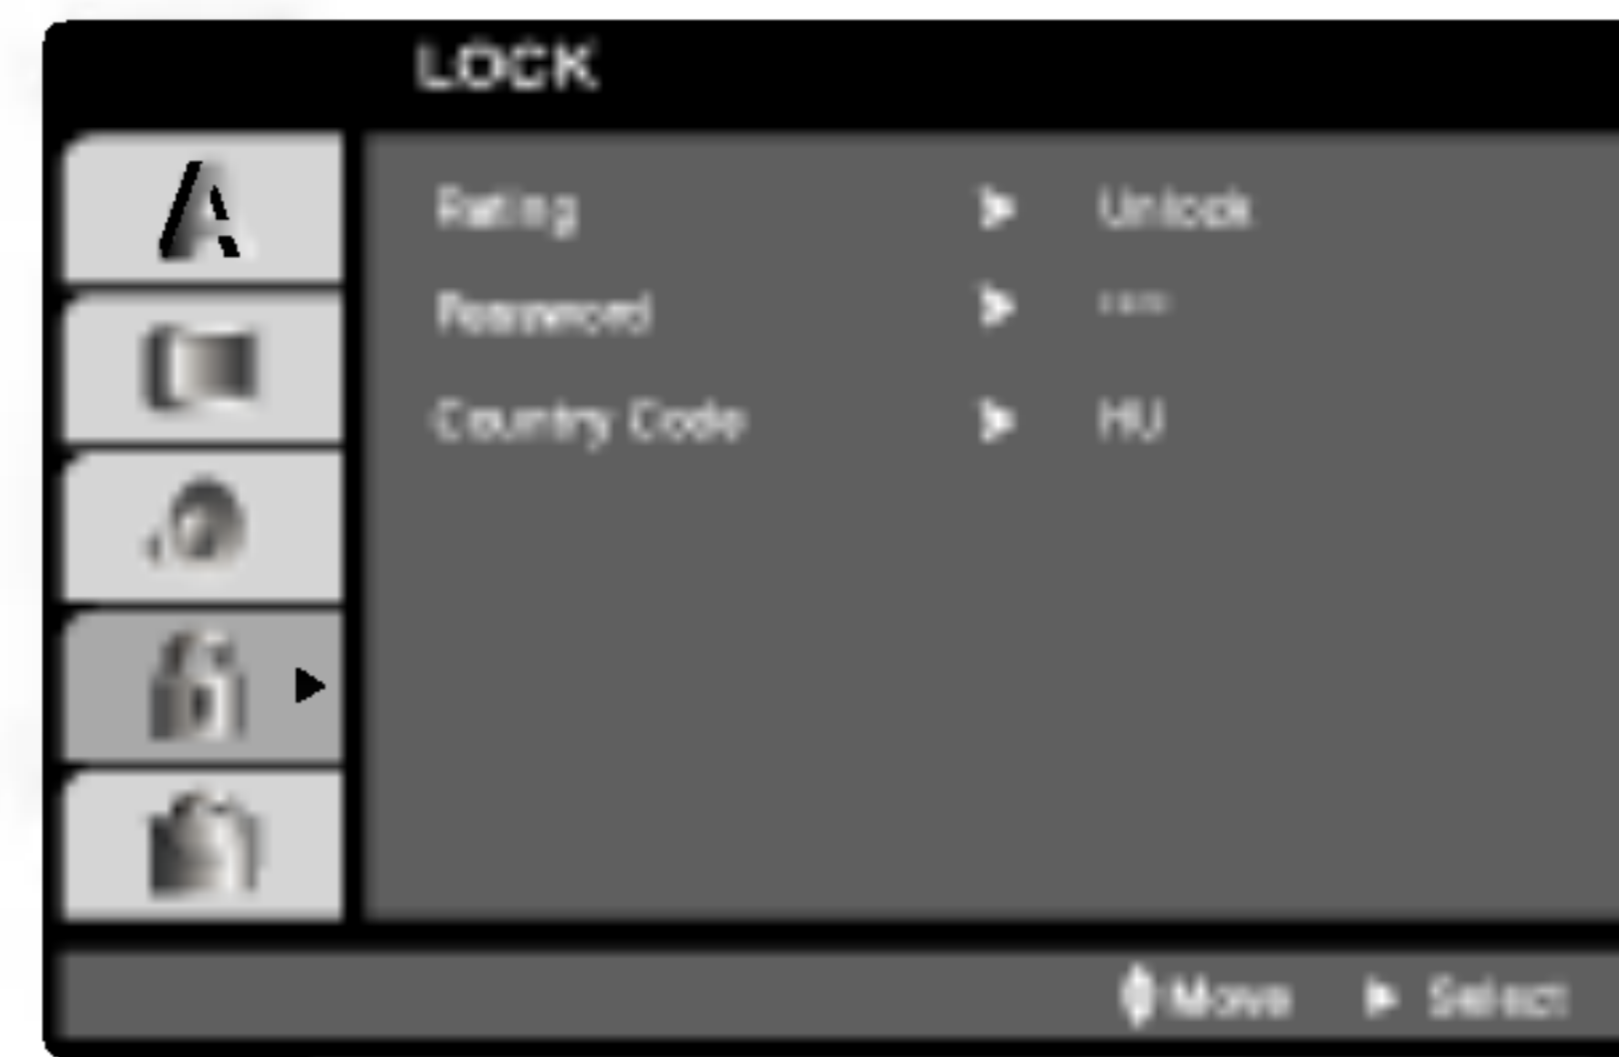 LOCK
A
Rating Unlock
Password ****
Country Code HU
Move Select